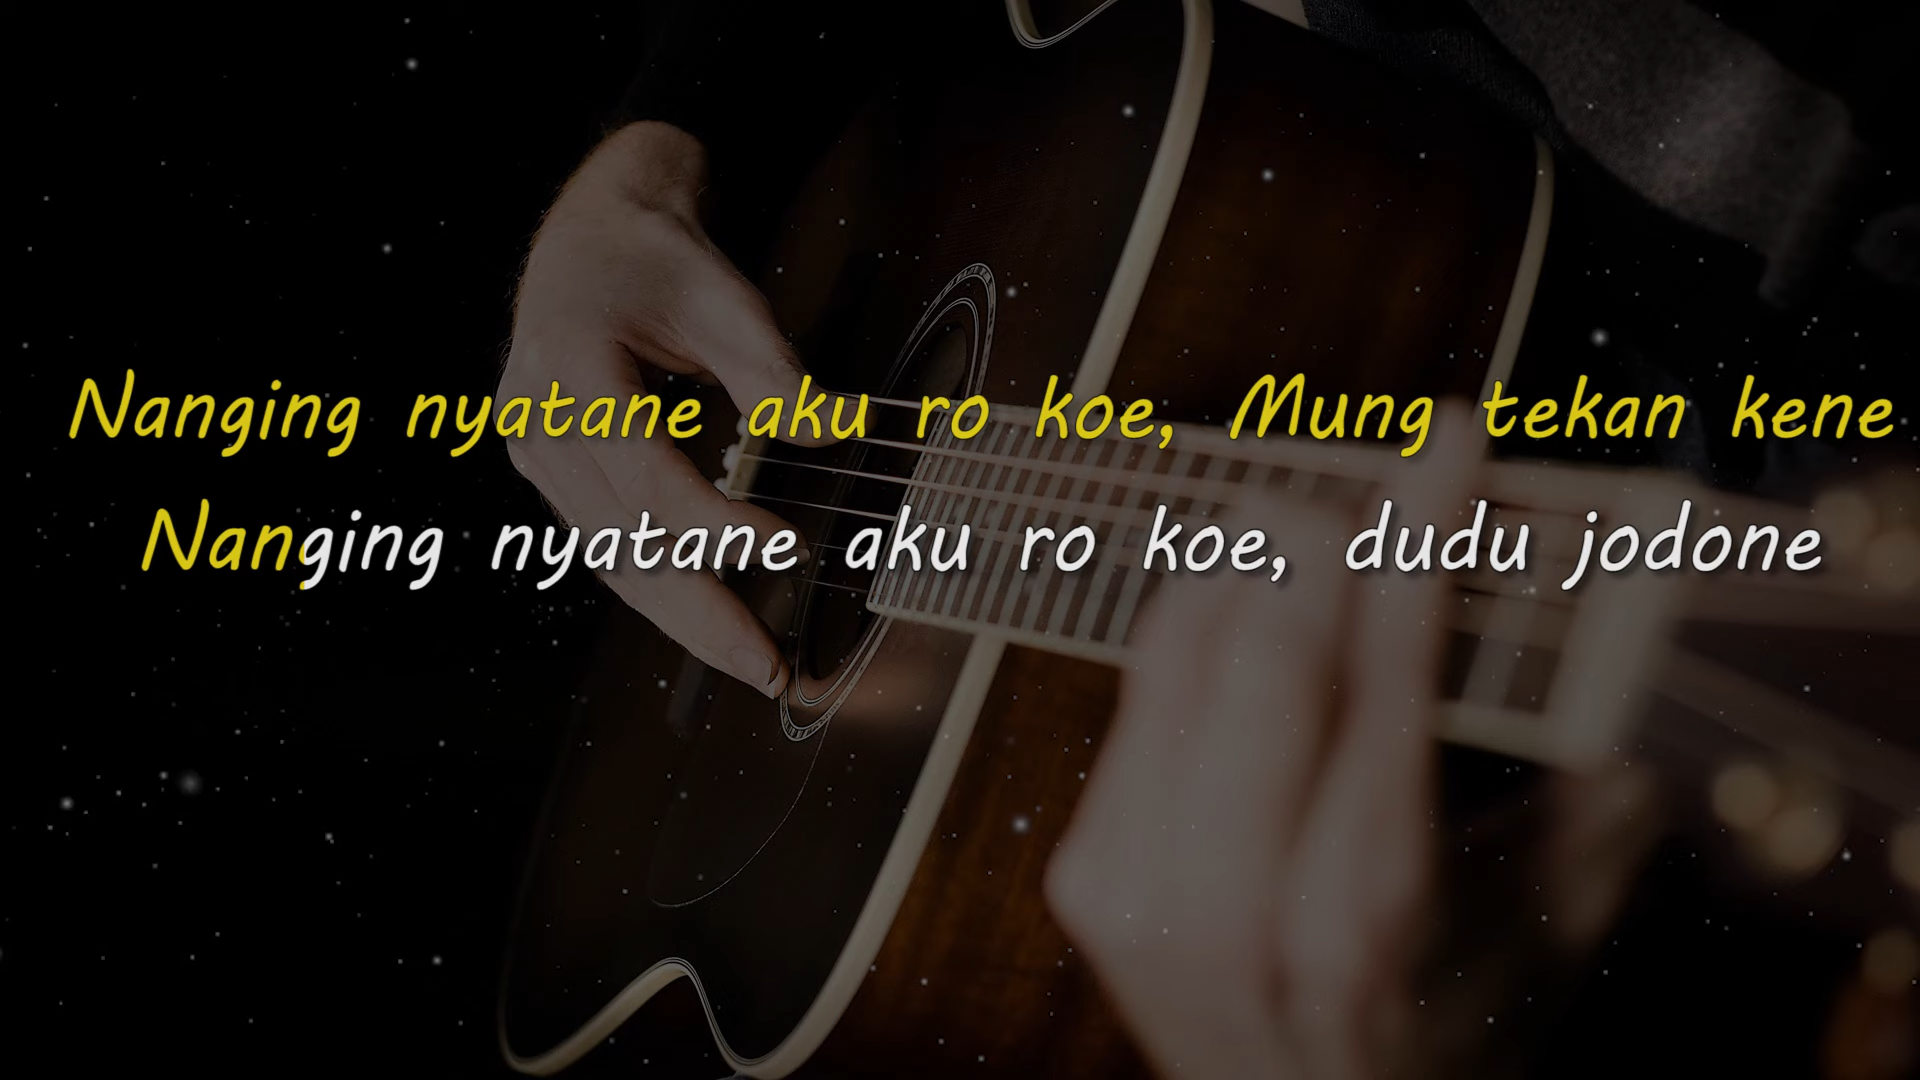 Nanging nyatane aku ro koe, Mung tekan kene
Nanging nyatane aku ro koe, dudu jodone